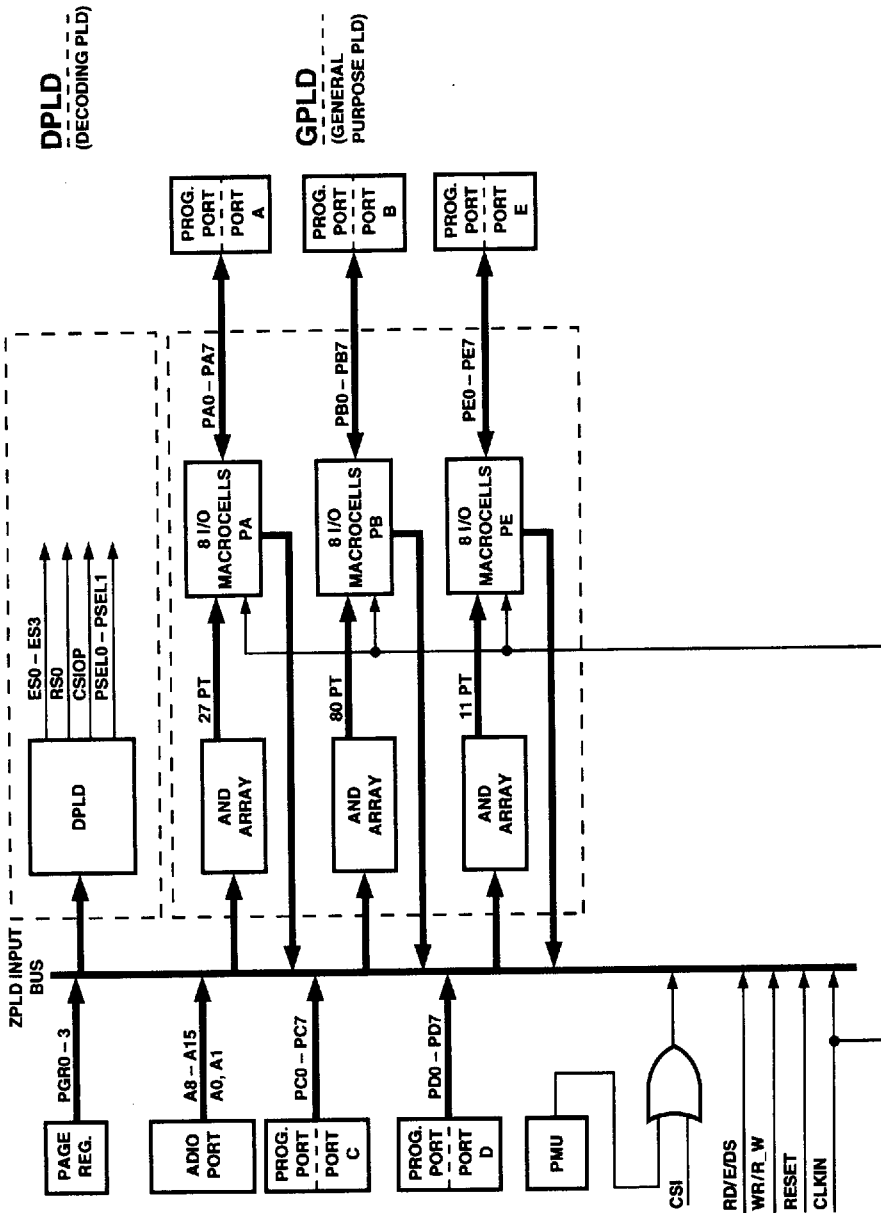 DPLD
(DECODING PLD)
GPLD
(GENERAL
PURPOSE PLD)
ZPLD INPUT
BUS
PAGE
REG.
PGR0 – 3
DPLD
ES0 – ES3
RS0
CSIOP
PSEL0 – PSEL1
ADIO
PORT
A8 – A15
A0, A1
AND
ARRAY
27 PT
8 I/O
MACROCELLS
PA
PA0 – PA7
PROG.
PORT
PORT
A
PROG.
PORT
PORT
C
PC0 – PC7
AND
ARRAY
80 PT
8 I/O
MACROCELLS
PB
PB0 – PB7
PROG.
PORT
PORT
B
PROG.
PORT
PORT
D
PD0 – PD7
AND
ARRAY
11 PT
8 I/O
MACROCELLS
PE
PE0 – PE7
PROG.
PORT
PORT
E
PMU
CSI
RD/E/DS
WR/R_W
RESET
CLKIN